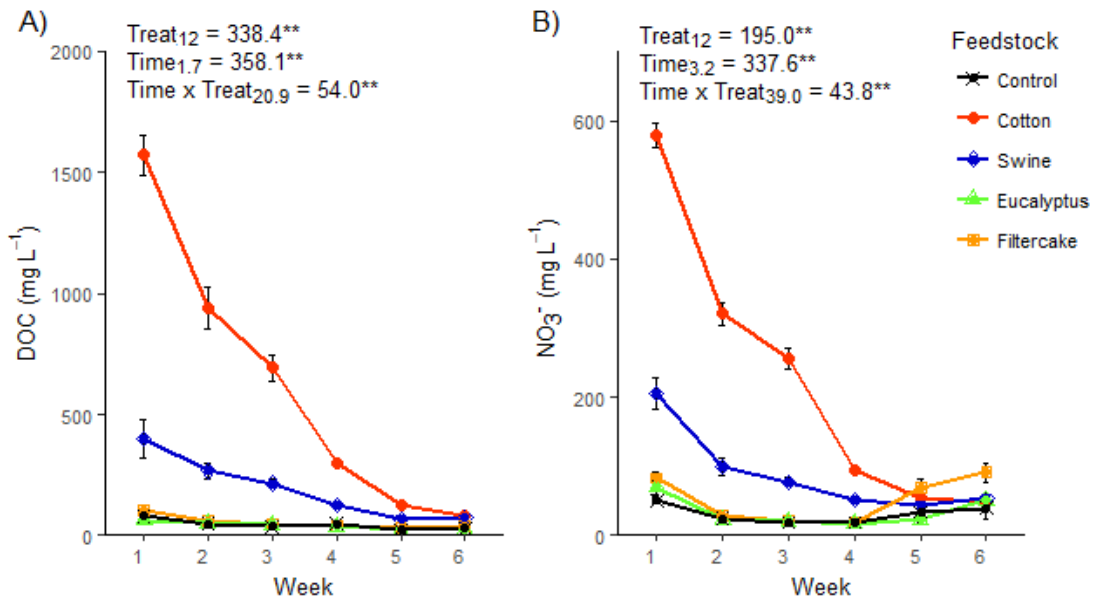 A)
Treat12 = 338.4**
Time1.7 = 358.1**
Time x Treat20.9 = 54.0**
2000
1500
1000
500
0
DOC (mg L−1)
1 2 3 4 5 6
Week
B)
Treat12 = 195.0**
Time3.2 = 337.6**
Time x Treat39.0 = 43.8**
600
400
200
0
NO3- (mg L−1)
1 2 3 4 5 6
Week
Feedstock
Control
Cotton
Swine
Eucalyptus
Filtercake